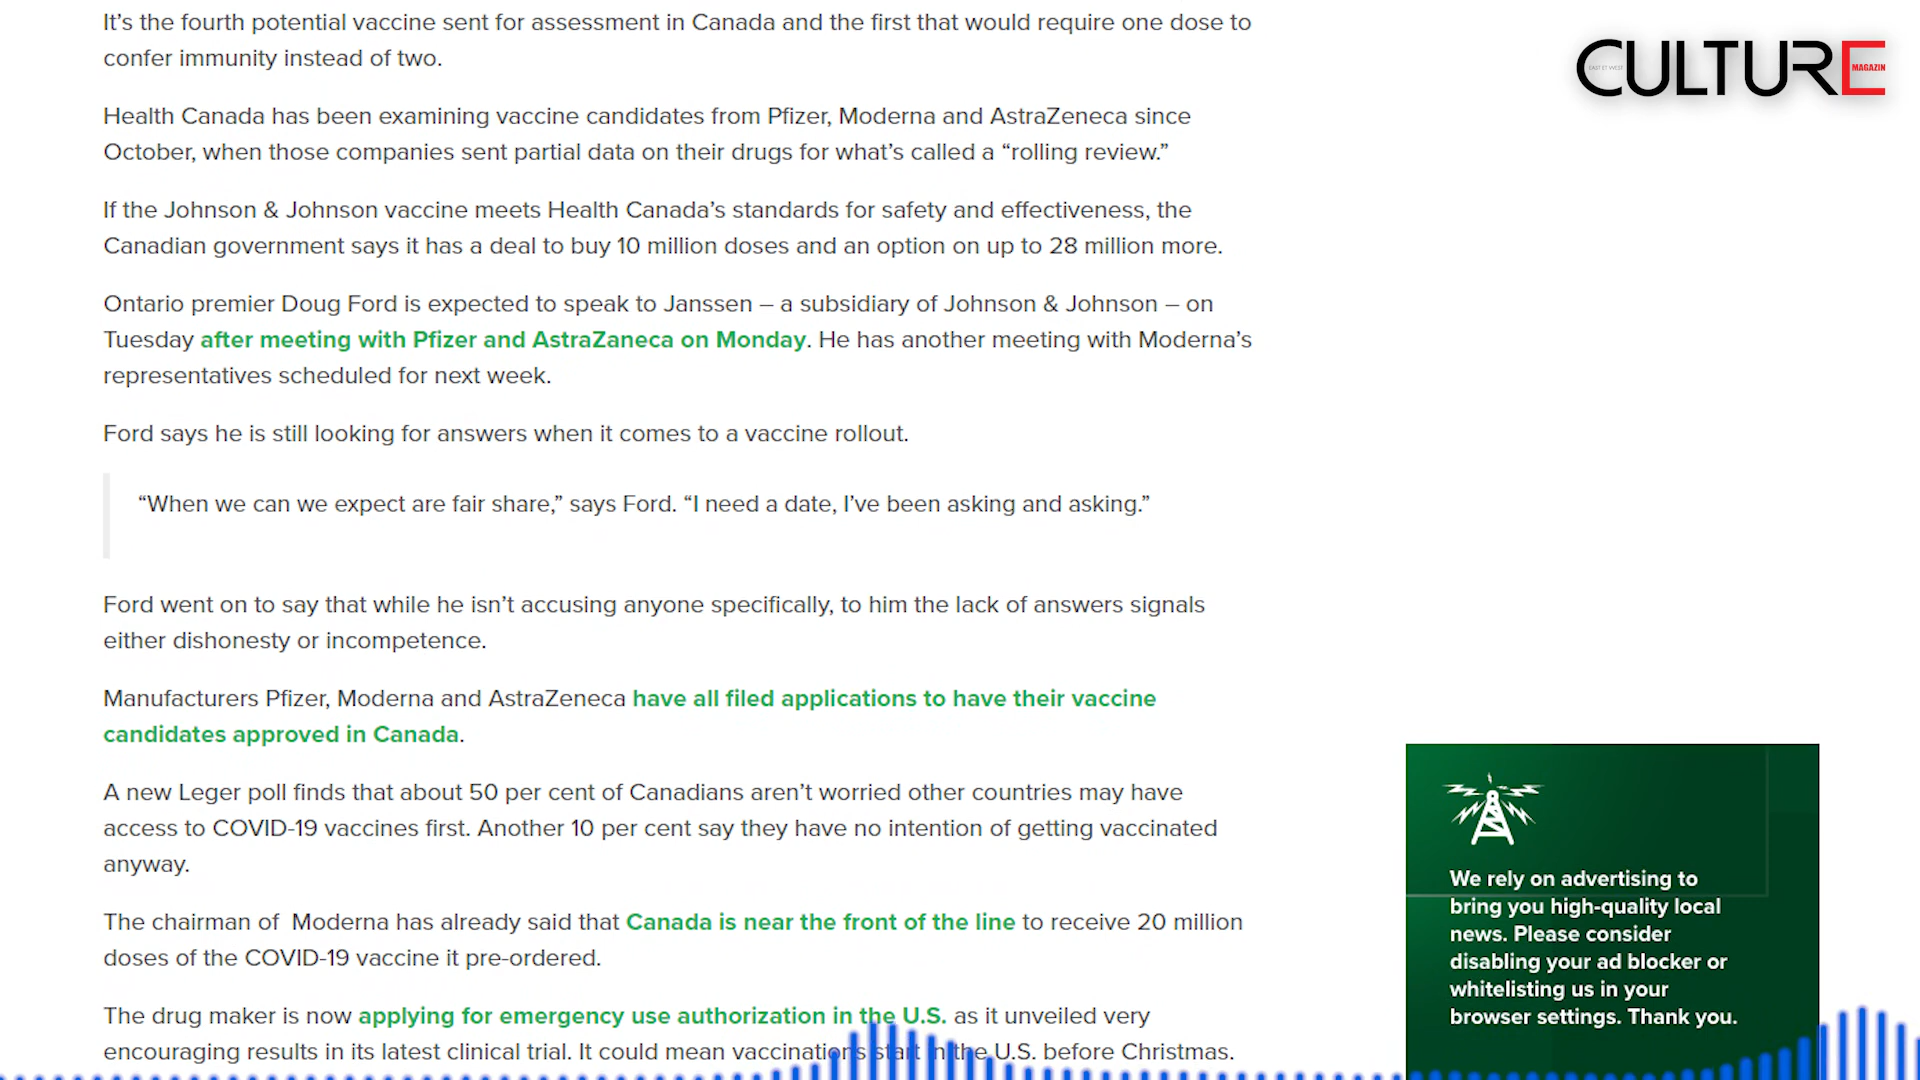 It’s the fourth potential vaccine sent for assessment in Canada and the first that would require one dose to
confer immunity instead of two.
Health Canada has been examining vaccine candidates from Pfizer, Moderna and AstraZeneca since
October, when those companies sent partial data on their drugs for what’s called a “rolling review.”
If the Johnson & Johnson vaccine meets Health Canada’s standards for safety and effectiveness, the
Canadian government says it has a deal to buy 10 million doses and an option on up to 28 million more.
Ontario premier Doug Ford is expected to speak to Janssen – a subsidiary of Johnson & Johnson – on
Tuesday after meeting with Pfizer and AstraZaneca on Monday. He has another meeting with Moderna’s
representatives scheduled for next week.
Ford says he is still looking for answers when it comes to a vaccine rollout.
“When we can we expect are fair share,” says Ford. “I need a date, I’ve been asking and asking.”
Ford went on to say that while he isn’t accusing anyone specifically, to him the lack of answers signals
either dishonesty or incompetence.
Manufacturers Pfizer, Moderna and AstraZeneca have all filed applications to have their vaccine
candidates approved in Canada.
A new Leger poll finds that about 50 per cent of Canadians aren’t worried other countries may have
access to COVID-19 vaccines first. Another 10 per cent say they have no intention of getting vaccinated
anyway.
The chairman of  Moderna has already said that Canada is near the front of the line to receive 20 million
doses of the COVID-19 vaccine it pre-ordered.
The drug maker is now applying for emergency use authorization in the U.S. as it unveiled very
encouraging results in its latest clinical trial. It could mean vaccinations start in the U.S. before Christmas.
CULTURE
EAST ET WEST
MAGAZIN
We rely on advertising to
bring you high-quality local
news. Please consider
disabling your ad blocker or
whitelisting us in your
browser settings. Thank you.